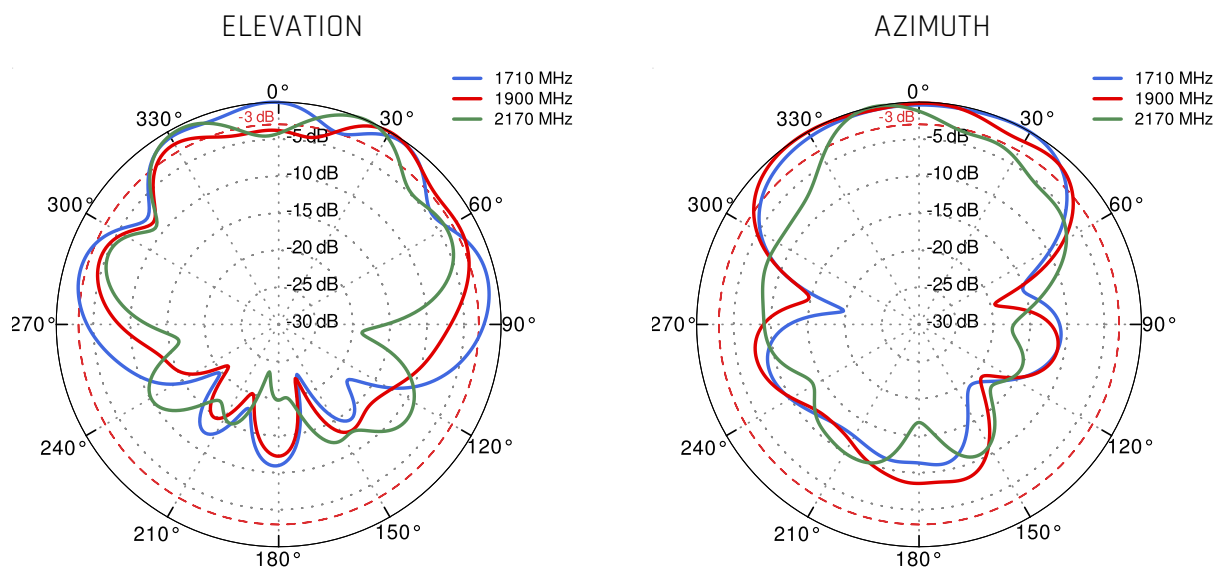 ELEVATION
1710 MHz
1900 MHz
2170 MHz
0°
30°
60°
90°
120°
150°
180°
210°
240°
270°
300°
330°
-3 dB
-5 dB
-10 dB
-15 dB
-20 dB
-25 dB
-30 dB
AZIMUTH
1710 MHz
1900 MHz
2170 MHz
0°
30°
60°
90°
120°
150°
180°
210°
240°
270°
300°
330°
-3 dB
-5 dB
-10 dB
-15 dB
-20 dB
-25 dB
-30 dB